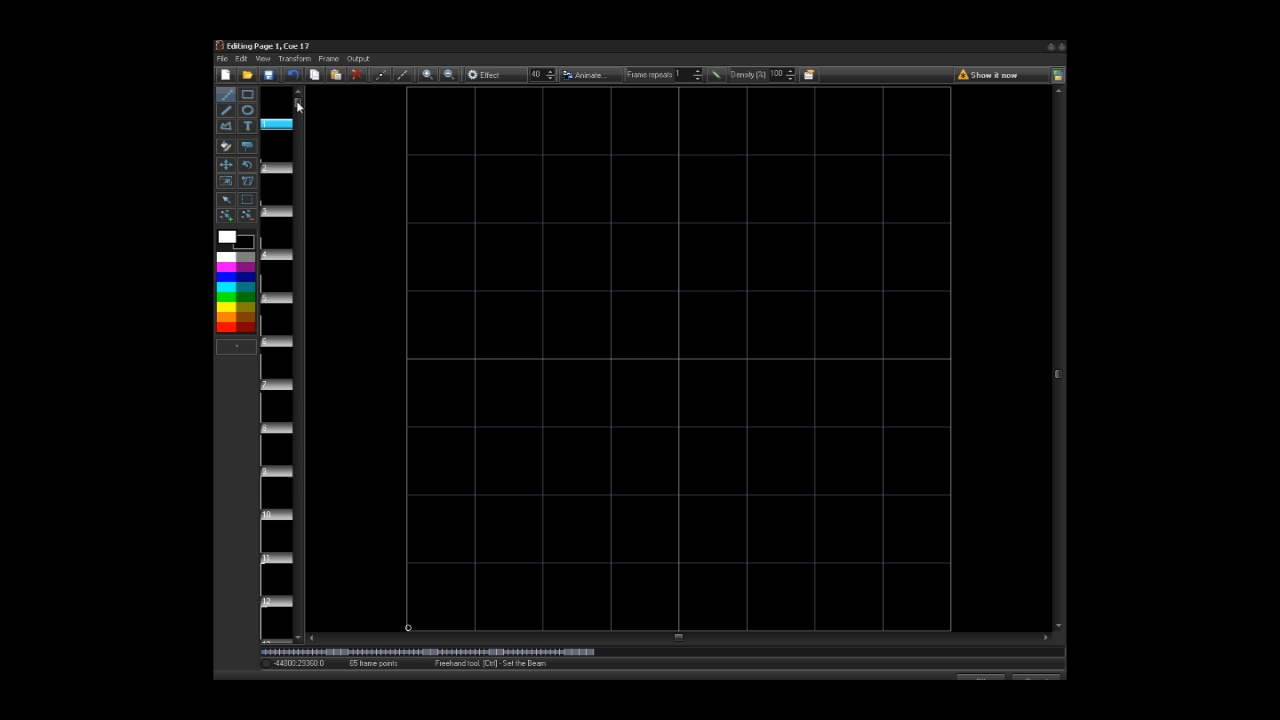 Editing Page 1, Cue 17
File Edit View Transform Frame Output
Effect 40 Animate... Frame repeats 1 Density (%) 100 Show it now
T
1
2
3
4
5
6
7
8
9
10
11
12
-44800:29360:0 65 frame points Freehand tool. [Ctrl] - Set the Beam